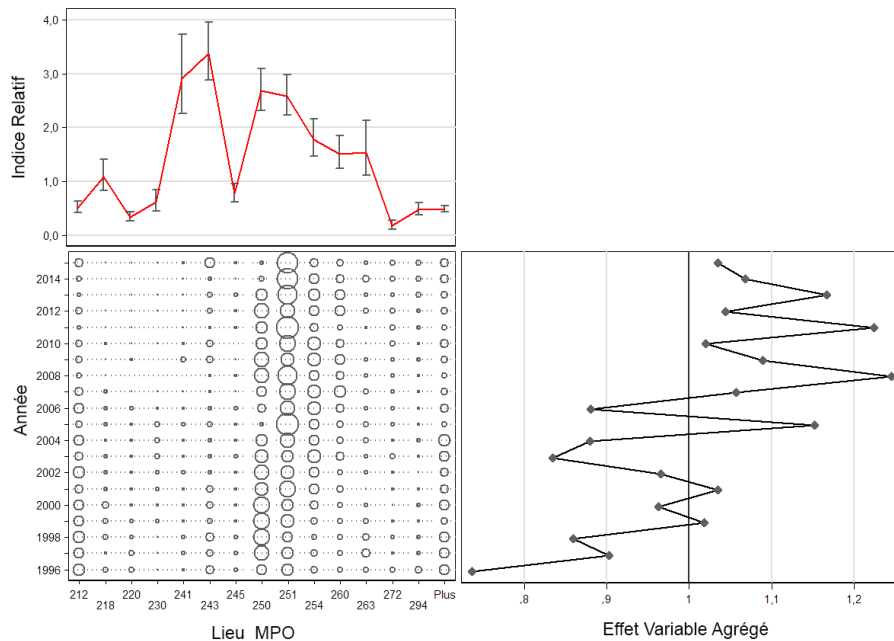 4,0
3,0
2,0
1,0
0,0
Indice Relatif
2014
2012
2010
2008
2006
2004
2002
2000
1998
1996
Année
212 220 230 241 245 251 260 272 Plus
218 243 250 254 263 294
Lieu_MPO
,8 ,9 1 1,1 1,2
Effet Variable Agrégé